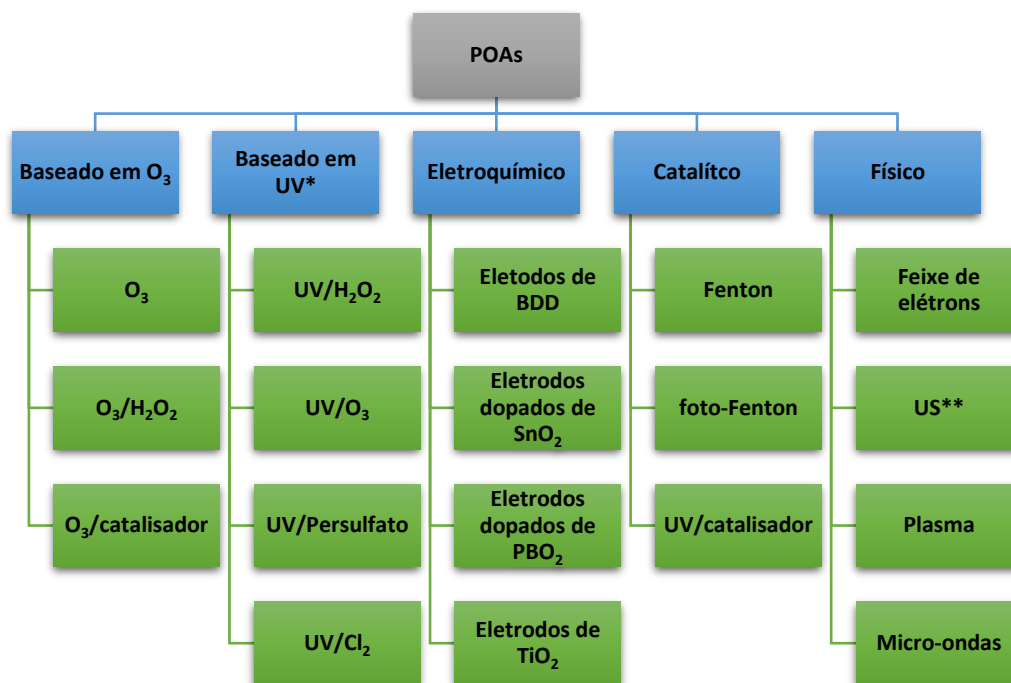 POAs
Baseado em O₃
Baseado em
UV*
Eletroquímico
Catalítco
Físico
O₃
UV/H₂O₂
Eletodos de
BDD
Fenton
Feixe de
elétrons
O₃/H₂O₂
UV/O₃
Eletrodos
dopados de
SnO₂
foto-Fenton
US**
O₃/catalisador
UV/Persulfato
Eletrodos
dopados de
PBO₂
UV/catalisador
Plasma
UV/Cl₂
Eletrodos de
TiO₂
Micro-ondas